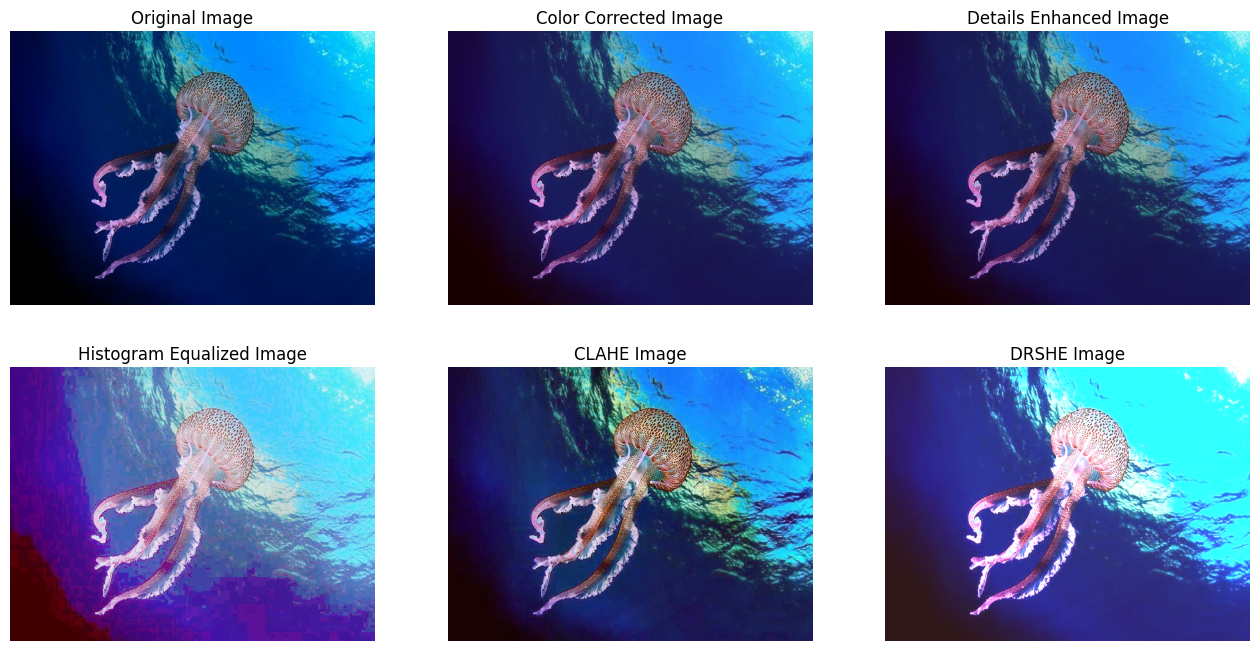 Original Image
Color Corrected Image
Details Enhanced Image
Histogram Equalized Image
CLAHE Image
DRSHE Image